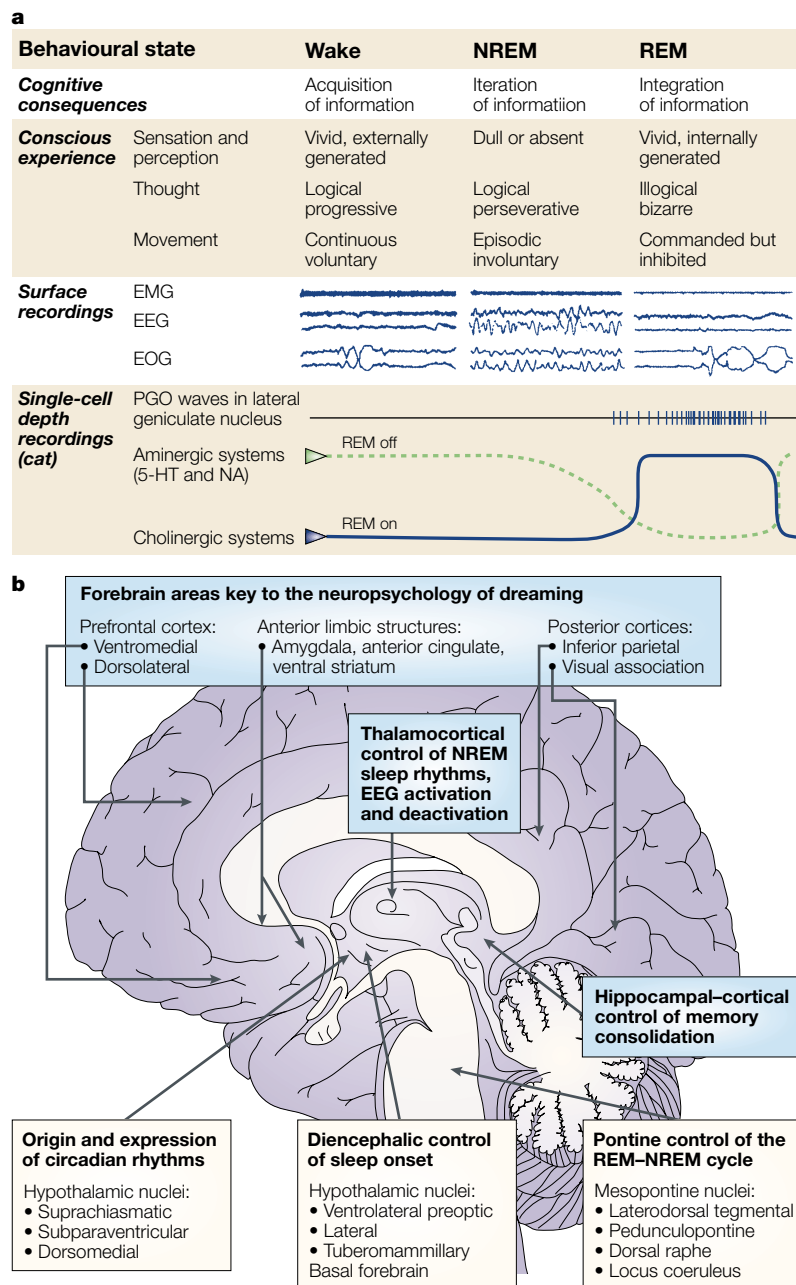 a
Behavioural state Wake NREM REM
Cognitive consequences
Acquisition of information
Iteration of informatiion
Integration of information
Conscious experience
Sensation and perception
Vivid, externally generated
Dull or absent
Vivid, internally generated
Thought
Logical progressive
Logical perseverative
Illogical bizarre
Movement
Continuous voluntary
Episodic involuntary
Commanded but inhibited
Surface recordings
EMG
EEG
EOG
Single-cell depth recordings (cat)
PGO waves in lateral geniculate nucleus
Aminergic systems (5-HT and NA)
REM off
Cholinergic systems
REM on
b
Forebrain areas key to the neuropsychology of dreaming
Prefrontal cortex:
• Ventromedial
• Dorsolateral
Anterior limbic structures:
• Amygdala, anterior cingulate,
ventral striatum
Posterior cortices:
• Inferior parietal
• Visual association
Thalamocortical
control of NREM
sleep rhythms,
EEG activation
and deactivation
Hippocampal–cortical
control of memory
consolidation
Origin and expression
of circadian rhythms
Hypothalamic nuclei:
• Suprachiasmatic
• Subparaventricular
• Dorsomedial
Diencephalic control
of sleep onset
Hypothalamic nuclei:
• Ventrolateral preoptic
• Lateral
• Tuberomammillary
Basal forebrain
Pontine control of the
REM–NREM cycle
Mesopontine nuclei:
• Laterodorsal tegmental
• Pedunculopontine
• Dorsal raphe
• Locus coeruleus